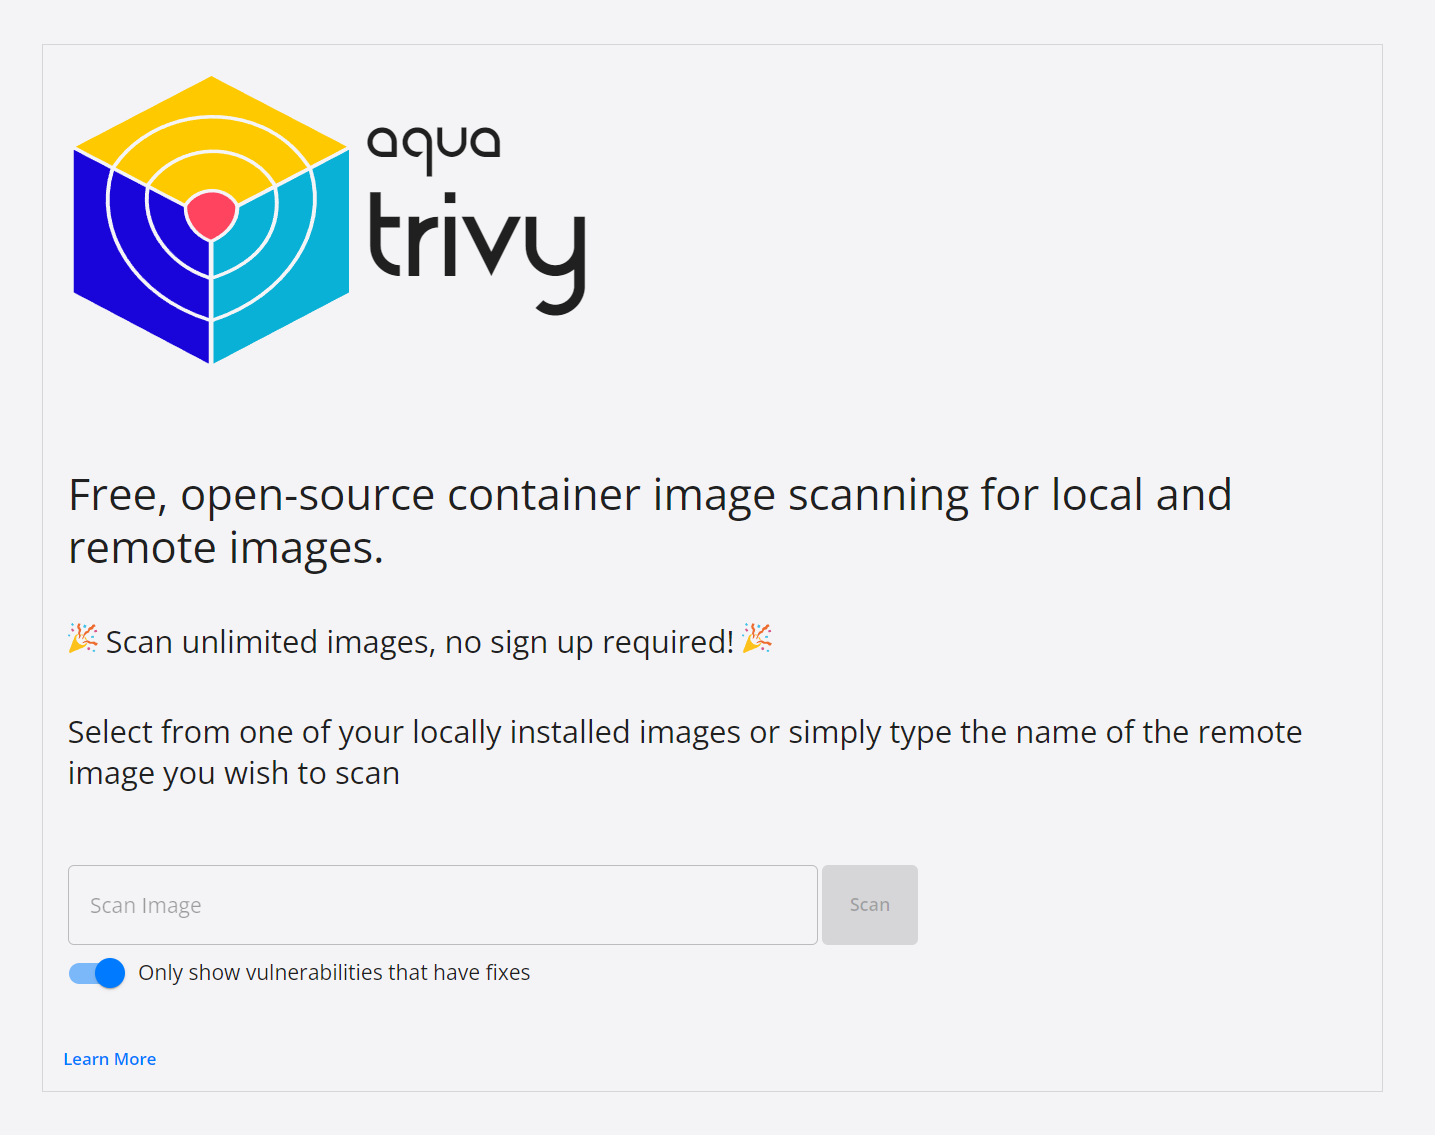 aqua
trivy
Free, open-source container image scanning for local and
remote images.
🎉 Scan unlimited images, no sign up required! 🎉
Select from one of your locally installed images or simply type the name of the remote
image you wish to scan
Scan Image
Scan
Only show vulnerabilities that have fixes
Learn More